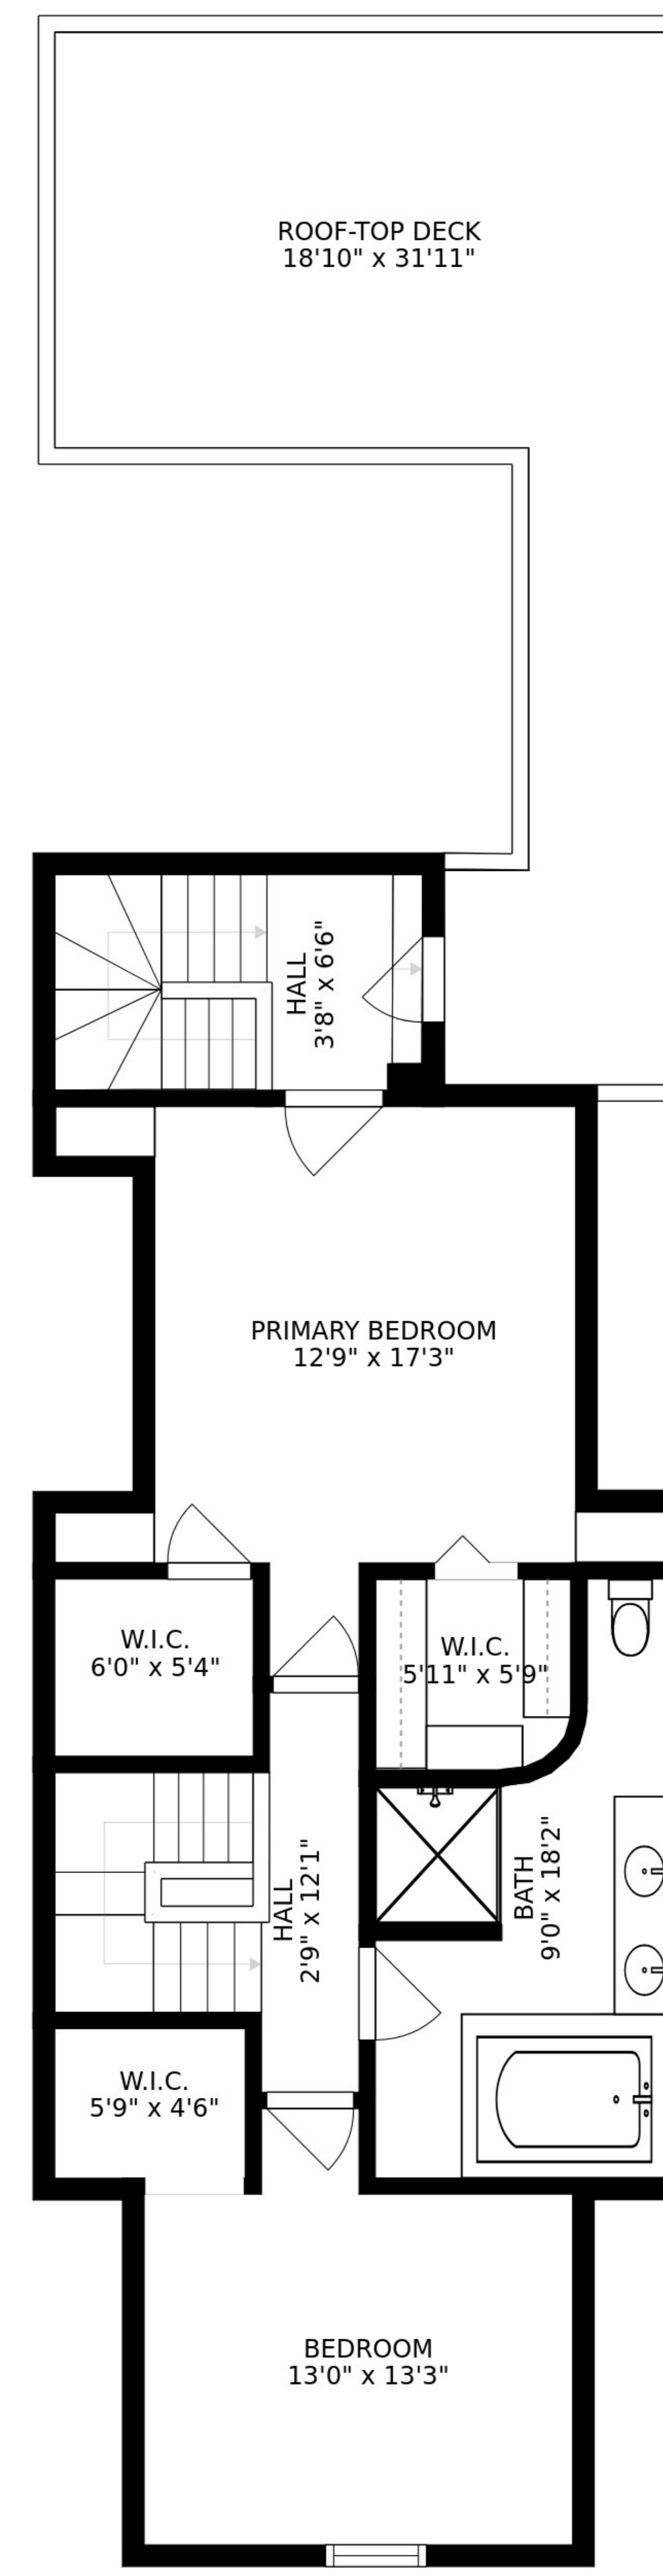 ROOF-TOP DECK
18'10" x 31'11"
HALL
3'8" x 6'6"
PRIMARY BEDROOM
12'9" x 17'3"
W.I.C.
6'0" x 5'4"
W.I.C.
5'11" x 5'9"
HALL
2'9" x 12'1"
BATH
9'0" x 18'2"
W.I.C.
5'9" x 4'6"
BEDROOM
13'0" x 13'3"